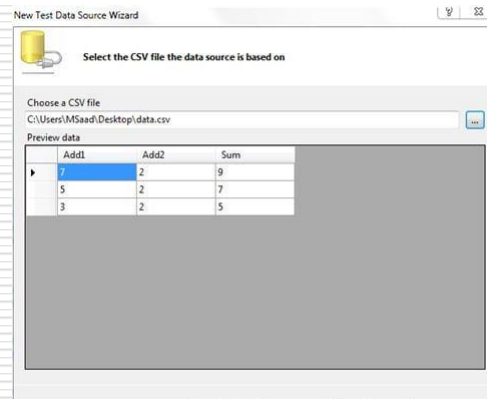 New Test Data Source Wizard
Select the CSV file the data source is based on
Choose a CSV file
C:\Users\MSaad\Desktop\data.csv
...
Preview data
Add1 Add2 Sum
7 2 9
5 2 7
3 2 5